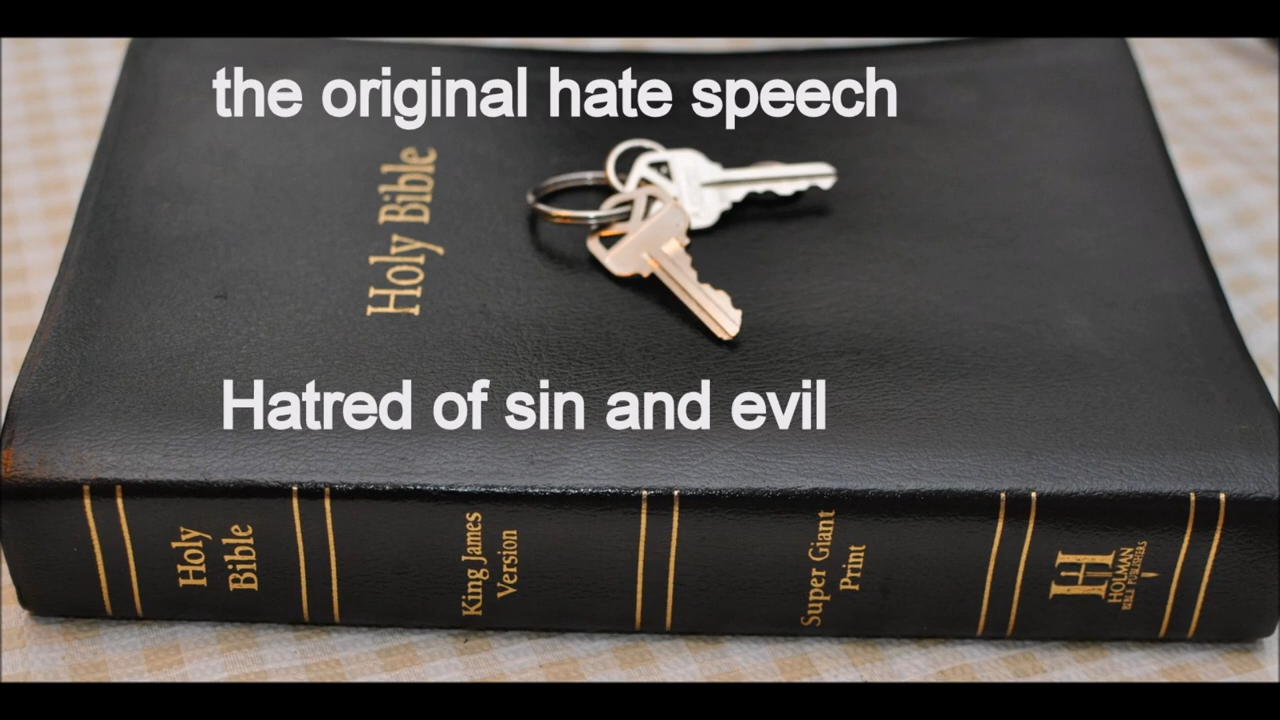 the original hate speech
Holy Bible
Hatred of sin and evil
Holy
Bible
King James
Version
Super Giant
Print
HOLMAN
BIBLE PUBLISHERS